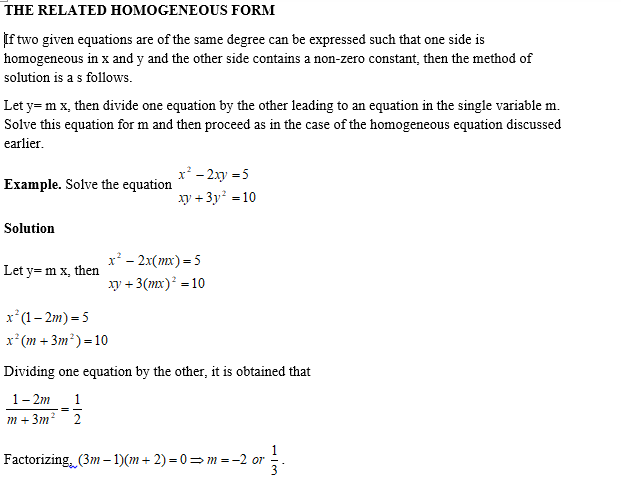 THE RELATED HOMOGENEOUS FORM
If two given equations are of the same degree can be expressed such that one side is
homogeneous in x and y and the other side contains a non-zero constant, then the method of
solution is a s follows.
Let y= m x, then divide one equation by the other leading to an equation in the single variable m.
Solve this equation for m and then proceed as in the case of the homogeneous equation discussed
earlier.
Example. Solve the equation
x² – 2xy = 5
xy + 3y² = 10
Solution
Let y= m x, then
x² – 2x(mx) = 5
xy + 3(mx)² = 10
x²(1 – 2m) = 5
x²(m + 3m²) = 10
Dividing one equation by the other, it is obtained that
(1 – 2m)/(m + 3m²) = 1/2
Factorizing, (3m – 1)(m + 2) = 0 ⇒ m = –2 or 1/3.